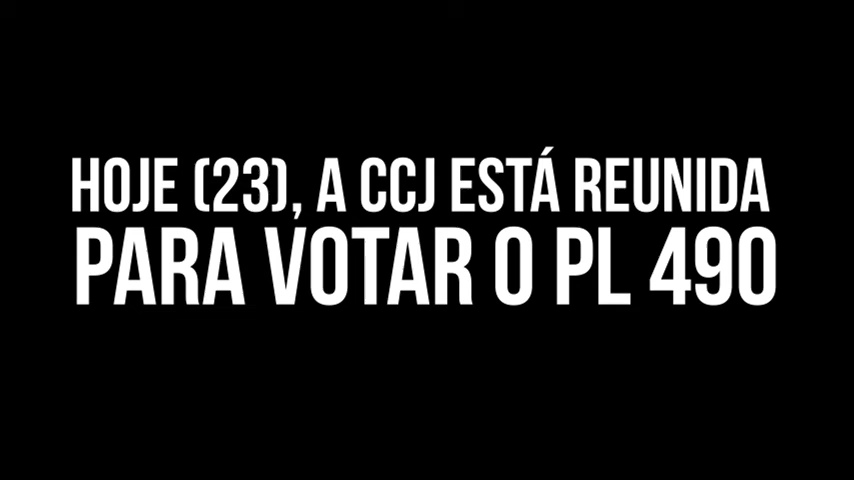 HOJE (23), A CCJ ESTÁ REUNIDA
PARA VOTAR O PL 490